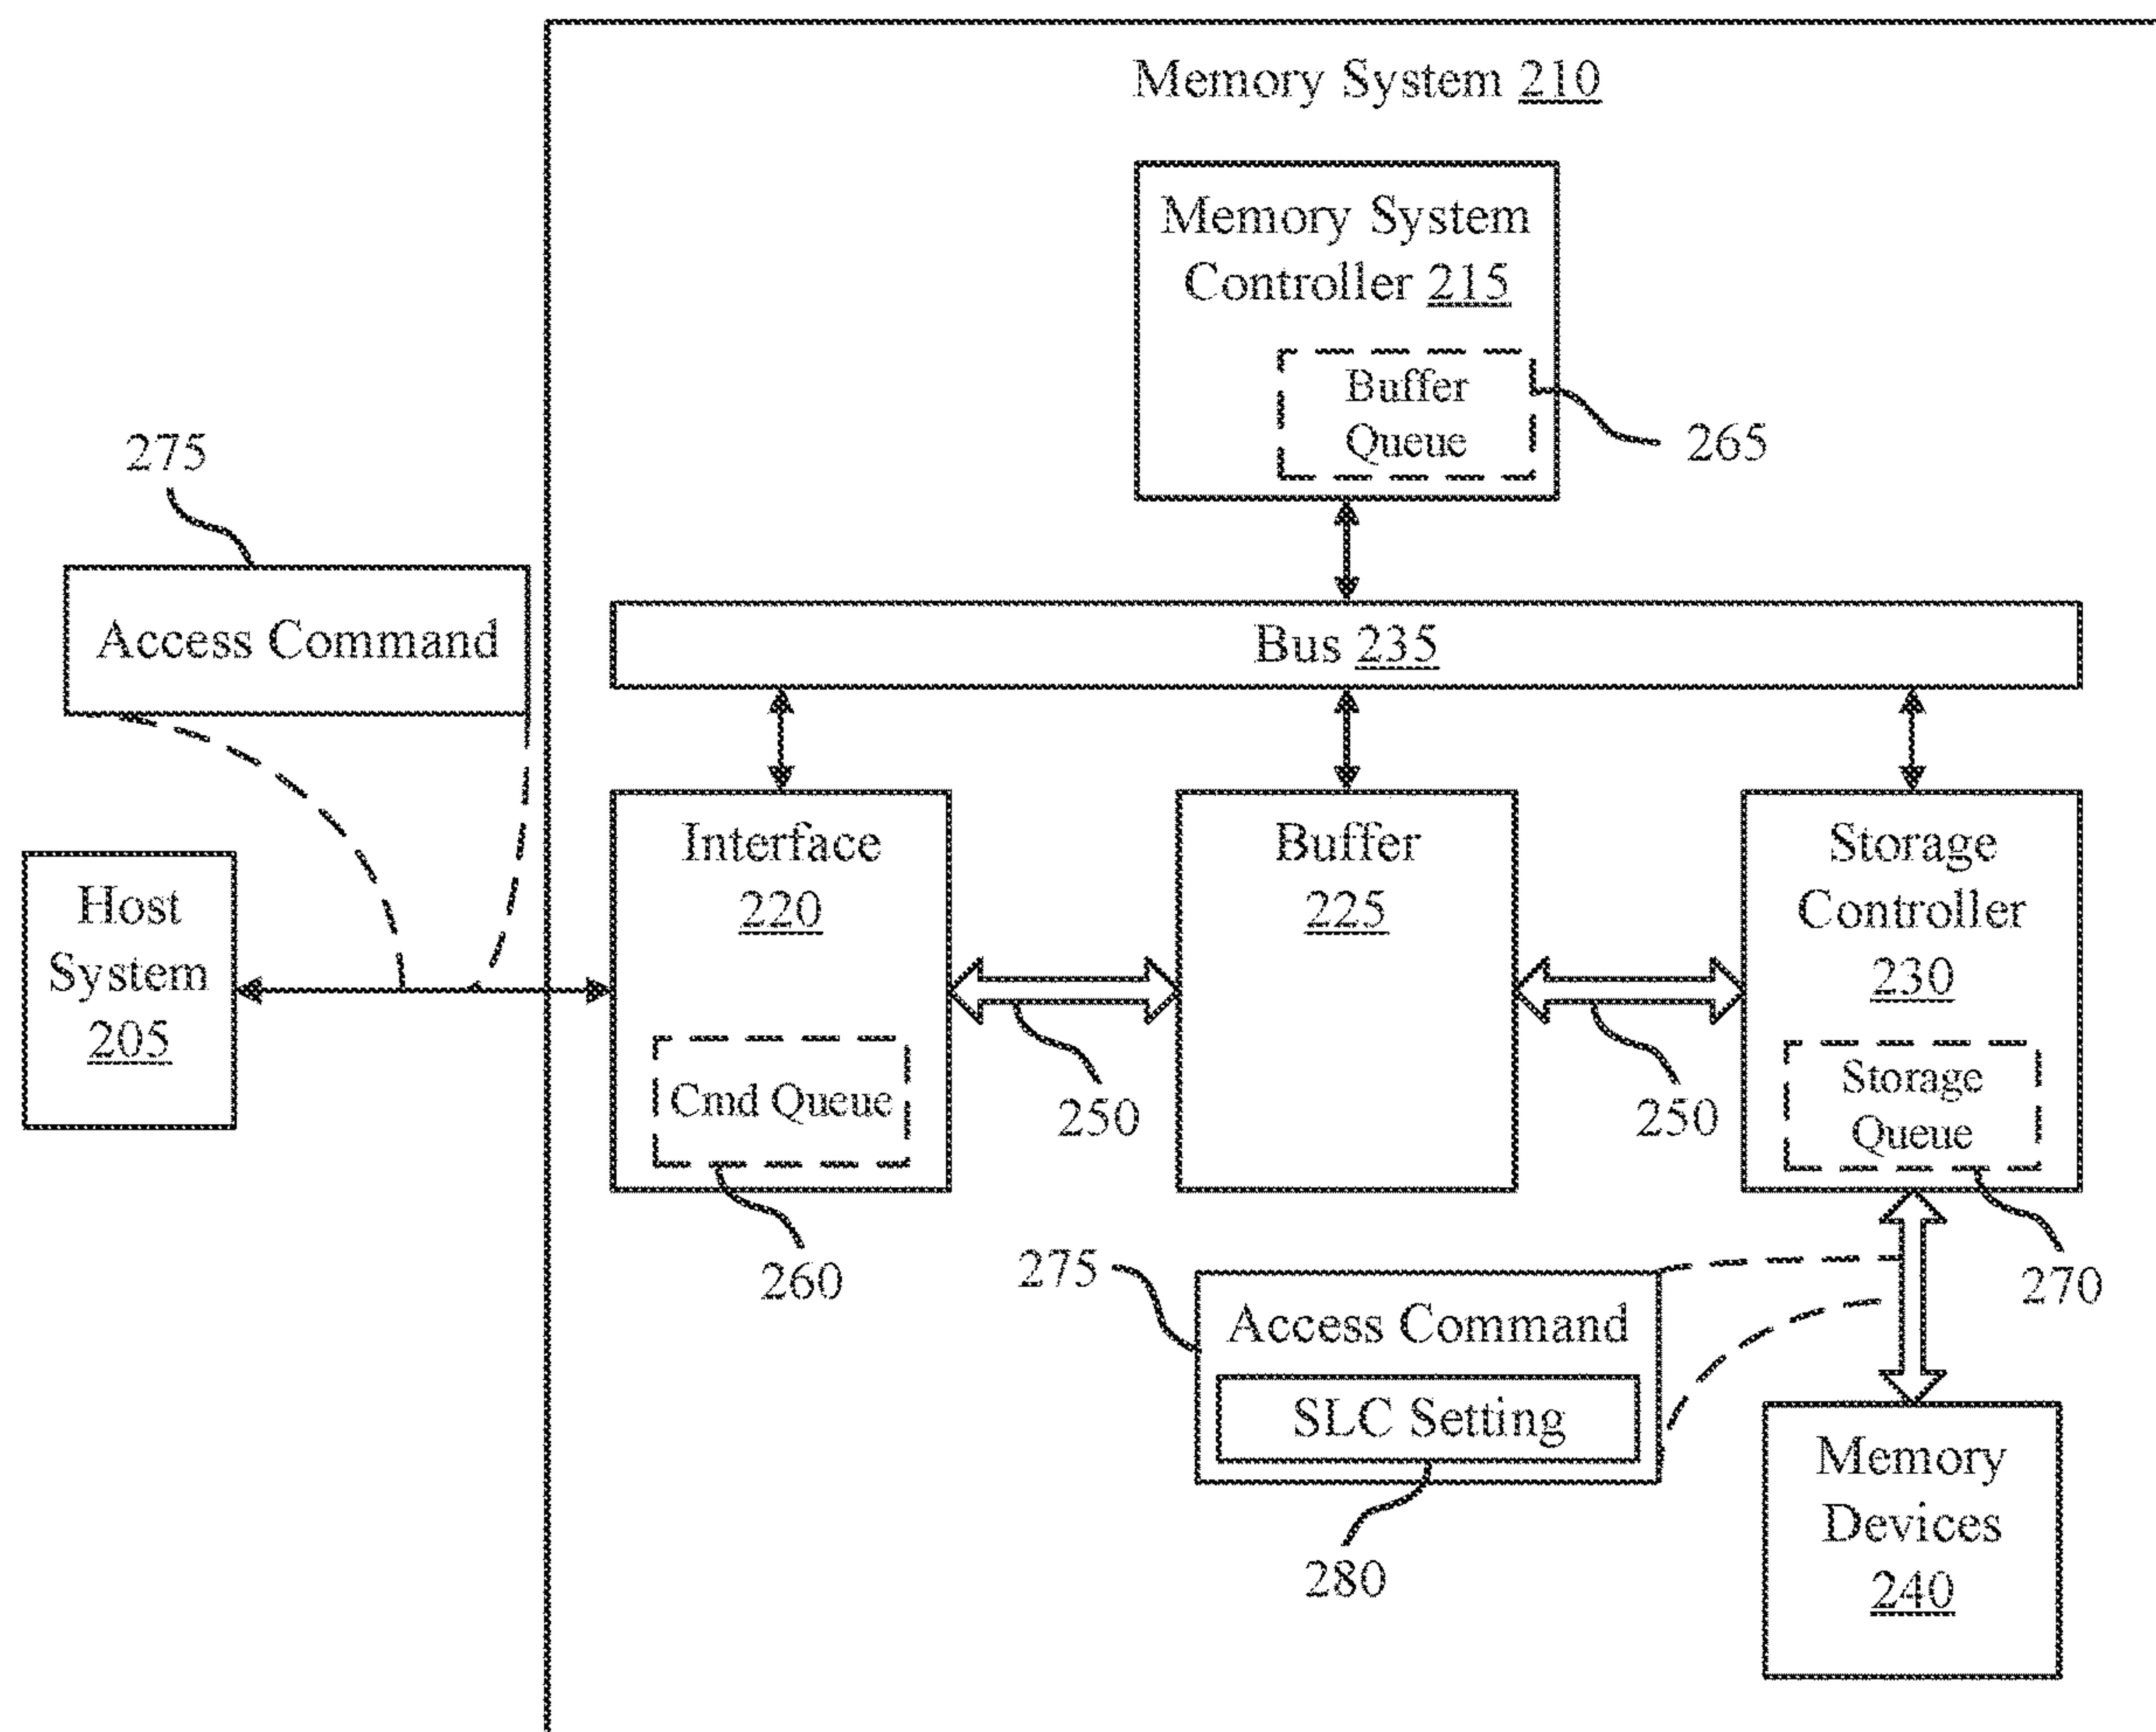 Memory System 210
Memory System
Controller 215
Buffer
Queue
265
275
Access Command
Bus 235
Host
System
205
Interface
220
Cmd Queue
260
250
Buffer
225
250
Storage
Controller
230
Storage
Queue
270
275
Access Command
SLC Setting
280
Memory
Devices
240